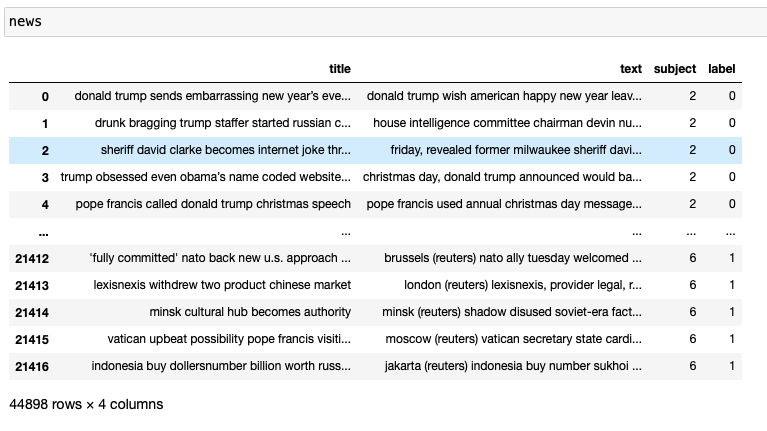 news
title text subject label
0 donald trump sends embarrassing new year’s eve... donald trump wish american happy new year leav... 2 0
1 drunk bragging trump staffer started russian c... house intelligence committee chairman devin nu... 2 0
2 sheriff david clarke becomes internet joke thr... friday, revealed former milwaukee sheriff davi... 2 0
3 trump obsessed even obama’s name coded website... christmas day, donald trump announced would ba... 2 0
4 pope francis called donald trump christmas speech pope francis used annual christmas day message... 2 0
... ... ... ... ...
21412 'fully committed' nato back new u.s. approach ... brussels (reuters) nato ally tuesday welcomed ... 6 1
21413 lexisnexis withdrew two product chinese market london (reuters) lexisnexis, provider legal, r... 6 1
21414 minsk cultural hub becomes authority minsk (reuters) shadow disused soviet-era fact... 6 1
21415 vatican upbeat possibility pope francis visiti... moscow (reuters) vatican secretary state cardi... 6 1
21416 indonesia buy dollersnumber billion worth russ... jakarta (reuters) indonesia buy number sukhoi ... 6 1
44898 rows × 4 columns